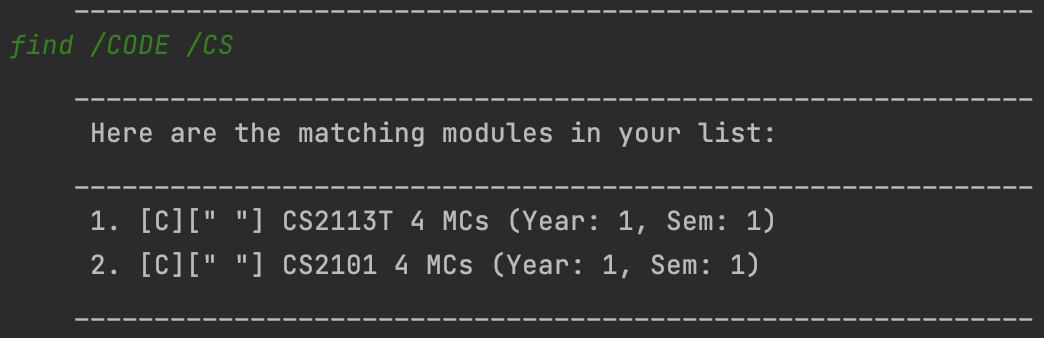 ____________________________________________________________
find /CODE /CS
____________________________________________________________
Here are the matching modules in your list:
____________________________________________________________
1. [C][" "] CS2113T 4 MCs (Year: 1, Sem: 1)
2. [C][" "] CS2101 4 MCs (Year: 1, Sem: 1)
____________________________________________________________